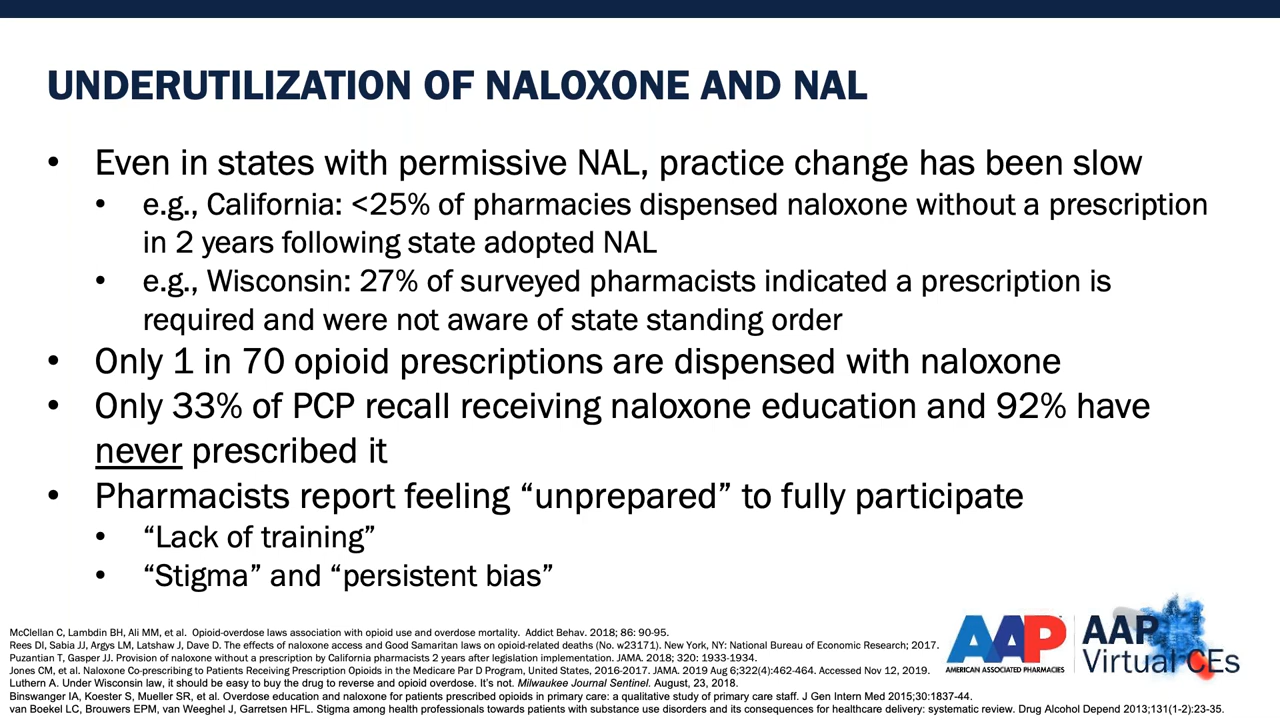 UNDERUTILIZATION OF NALOXONE AND NAL
• Even in states with permissive NAL, practice change has been slow
• e.g., California: <25% of pharmacies dispensed naloxone without a prescription
in 2 years following state adopted NAL
• e.g., Wisconsin: 27% of surveyed pharmacists indicated a prescription is
required and were not aware of state standing order
• Only 1 in 70 opioid prescriptions are dispensed with naloxone
• Only 33% of PCP recall receiving naloxone education and 92% have
never prescribed it
• Pharmacists report feeling “unprepared” to fully participate
• “Lack of training”
• “Stigma” and “persistent bias”
McClellan C, Lambdin BH, Ali MM, et al. Opioid-overdose laws association with opioid use and overdose mortality. Addict Behav. 2018; 86: 90-95.
Rees DI, Sabia JJ, Argys LM, Latshaw J, Dave D. The effects of naloxone access and Good Samaritan laws on opioid-related deaths (No. w23171). New York, NY: National Bureau of Economic Research; 2017.
Puzantian T, Gasper JJ. Provision of naloxone without a prescription by California pharmacists 2 years after legislation implementation. JAMA. 2018; 320: 1933-1934.
Jones CM, et al. Naloxone Co-prescribing to Patients Receiving Prescription Opioids in the Medicare Par D Program, United States, 2016-2017. JAMA. 2019 Aug 6;322(4):462-464. Accessed Nov 12, 2019.
Luthern A. Under Wisconsin law, it should be easy to buy the drug to reverse and opioid overdose. It's not. Milwaukee Journal Sentinel. August, 23, 2018.
Binswanger IA, Koester S, Mueller SR, et al. Overdose education and naloxone for patients prescribed opioids in primary care: a qualitative study of primary care staff. J Gen Intern Med 2015;30:1837-44.
van Boekel LC, Brouwers EPM, van Weeghel J, Garretsen HFL. Stigma among health professionals towards patients with substance use disorders and its consequences for healthcare delivery: systematic review. Drug Alcohol Depend 2013;131(1-2):23-35.
AAP
AMERICAN ASSOCIATED PHARMACIES
AAP
Virtual CEs